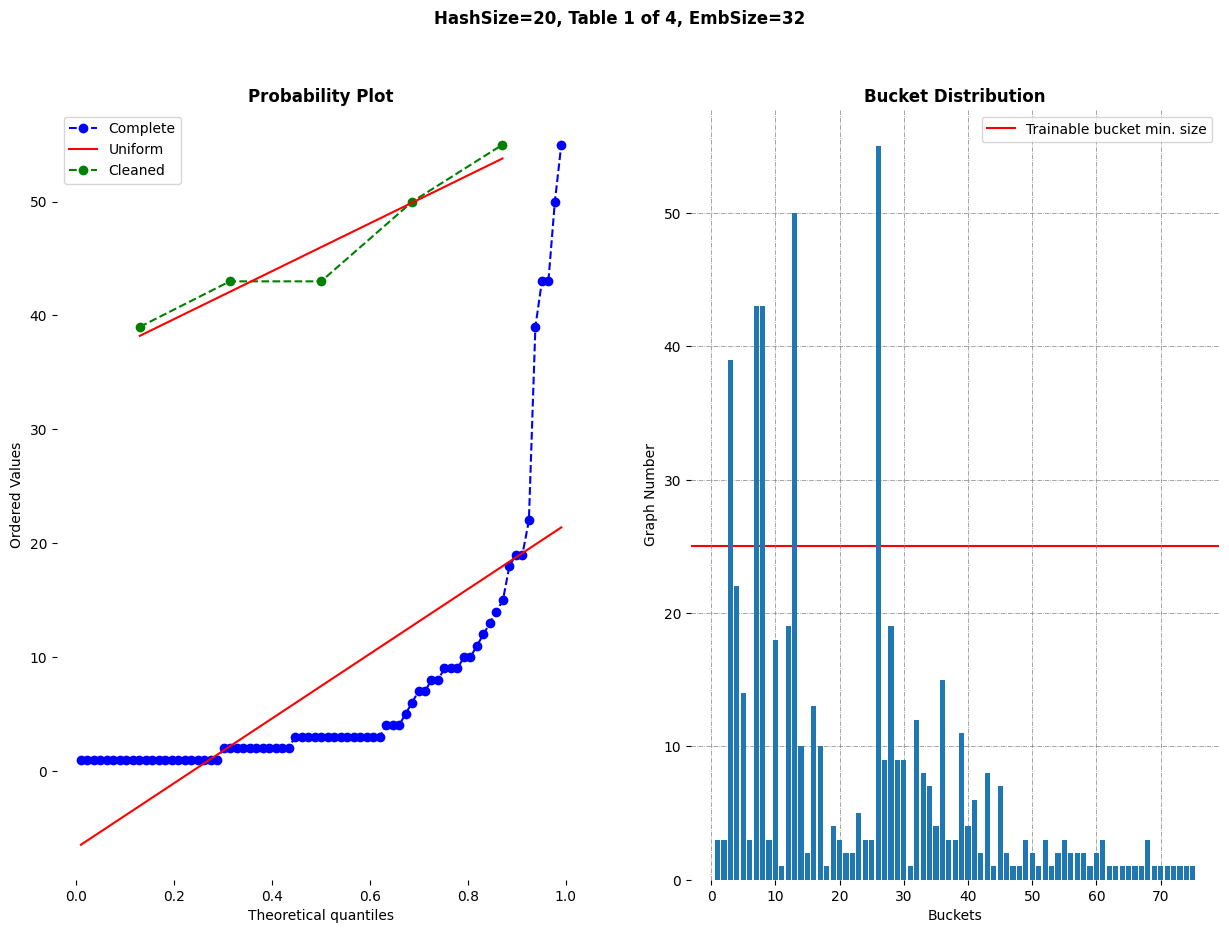 HashSize=20, Table 1 of 4, EmbSize=32
Probability Plot
Complete
Uniform
Cleaned
Ordered Values
50
40
30
20
10
0
0.0 0.2 0.4 0.6 0.8 1.0
Theoretical quantiles
Bucket Distribution
Trainable bucket min. size
Graph Number
50
40
30
20
10
0
0 10 20 30 40 50 60 70
Buckets